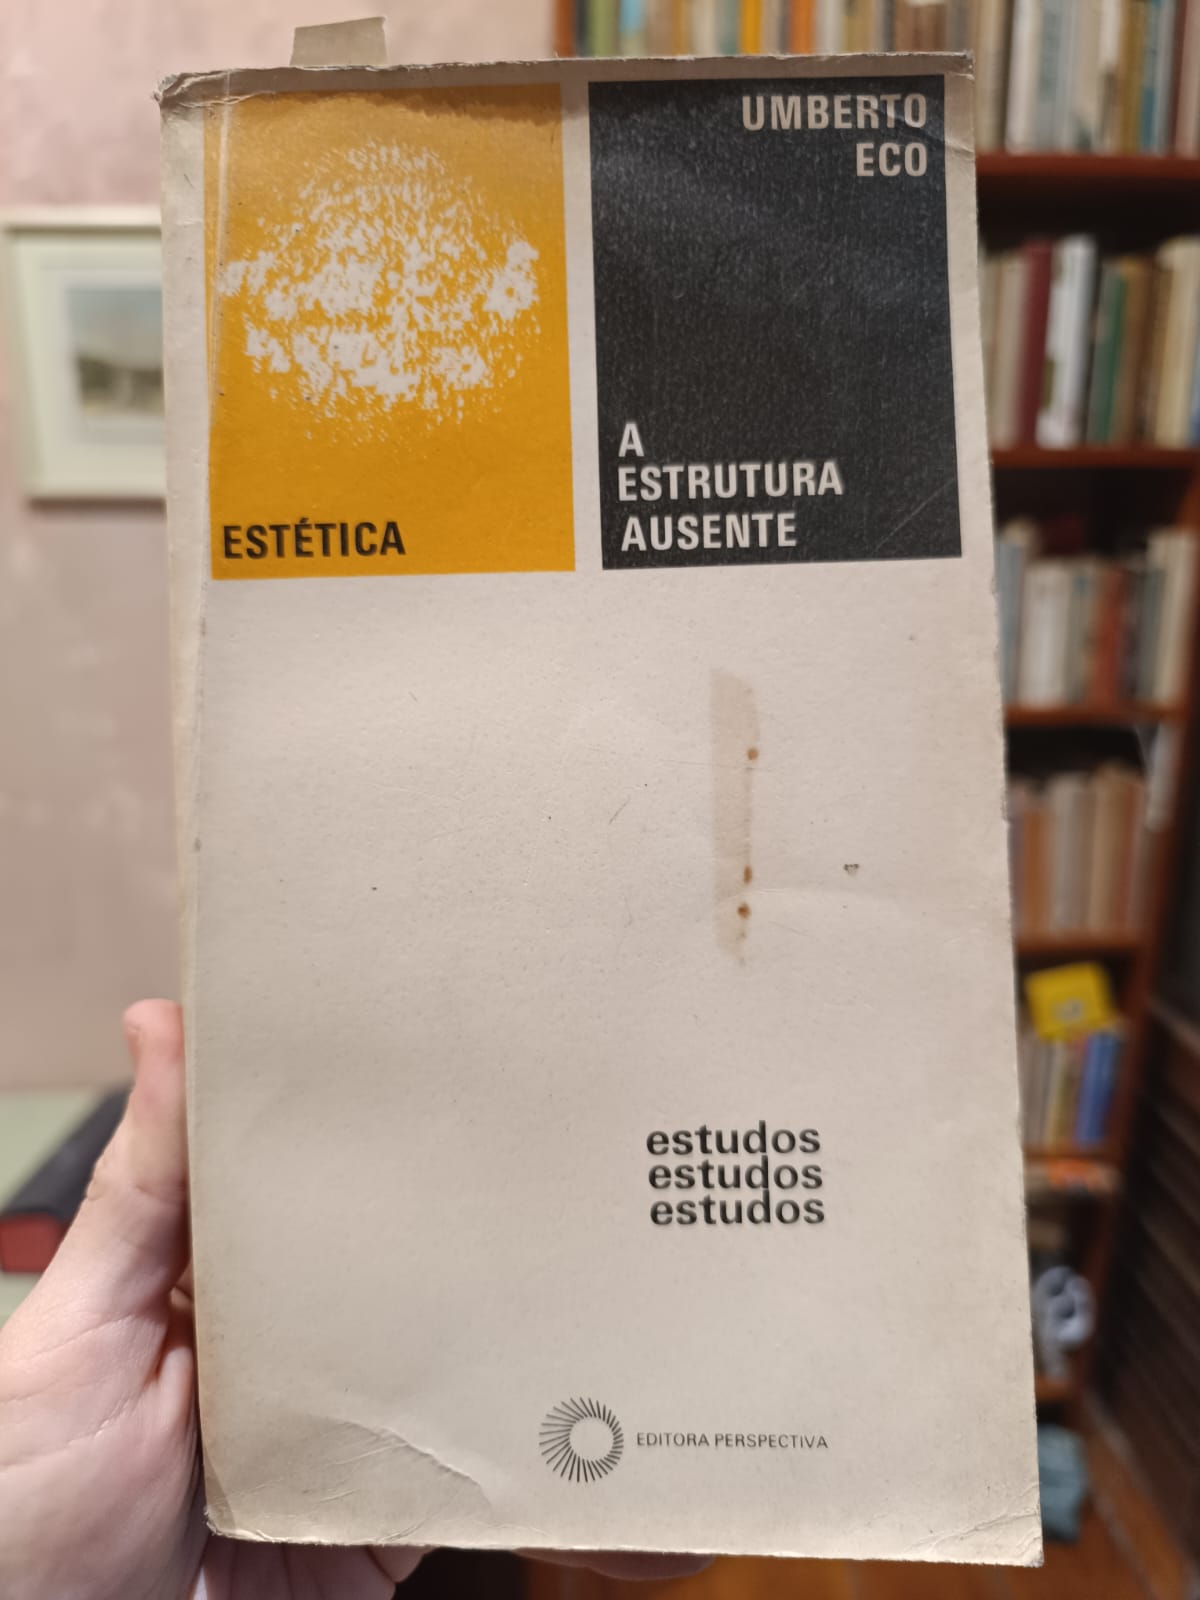 ESTÉTICA
UMBERTO
ECO
A
ESTRUTURA
AUSENTE
estudos
estudos
estudos
EDITORA PERSPECTIVA